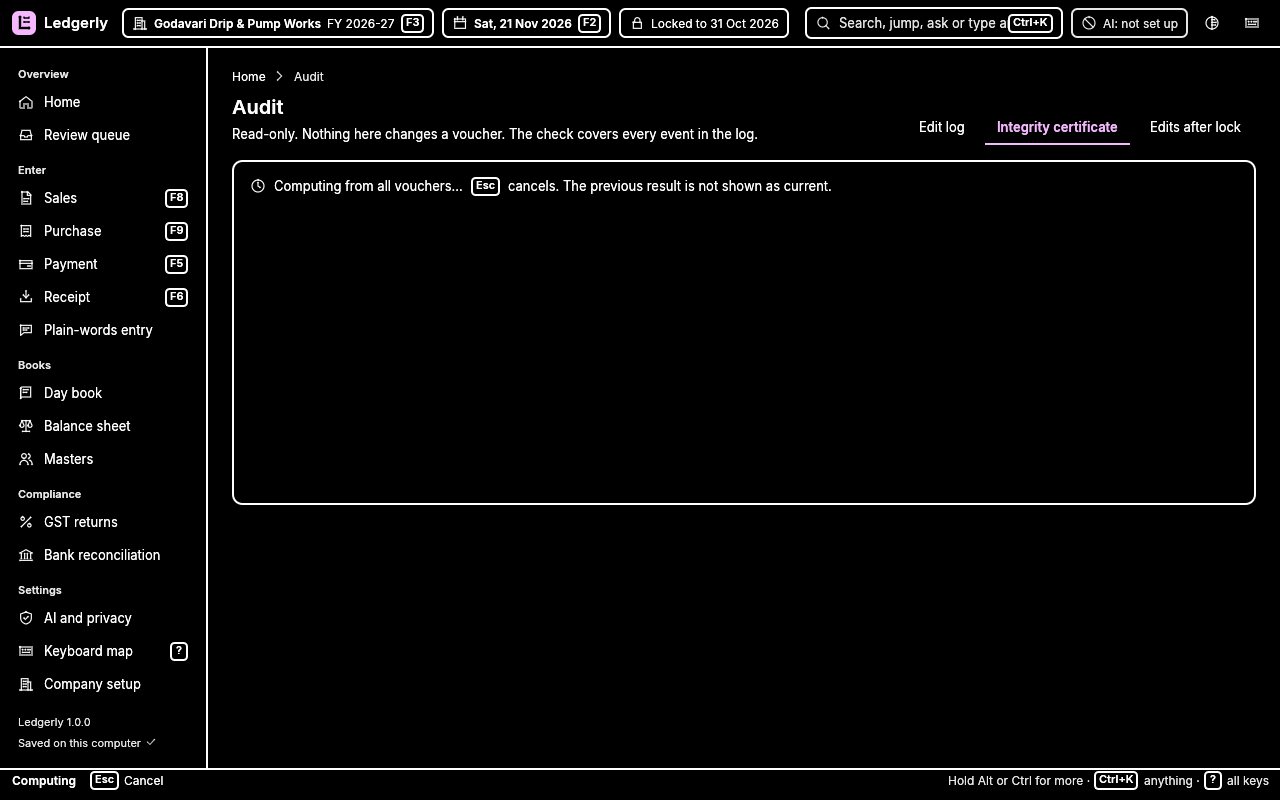 Ledgerly
Godavari Drip & Pump Works FY 2026-27 F3
Sat, 21 Nov 2026 F2
Locked to 31 Oct 2026
Search, jump, ask or type a Ctrl+K
AI: not set up
Overview
Home
Review queue
Enter
Sales F8
Purchase F9
Payment F5
Receipt F6
Plain-words entry
Books
Day book
Balance sheet
Masters
Compliance
GST returns
Bank reconciliation
Settings
AI and privacy
Keyboard map ?
Company setup
Ledgerly 1.0.0
Saved on this computer
Home Audit
Audit
Read-only. Nothing here changes a voucher. The check covers every event in the log.
Edit log Integrity certificate Edits after lock
Computing from all vouchers... Esc cancels. The previous result is not shown as current.
Computing Esc Cancel
Hold Alt or Ctrl for more · Ctrl+K anything · ? all keys